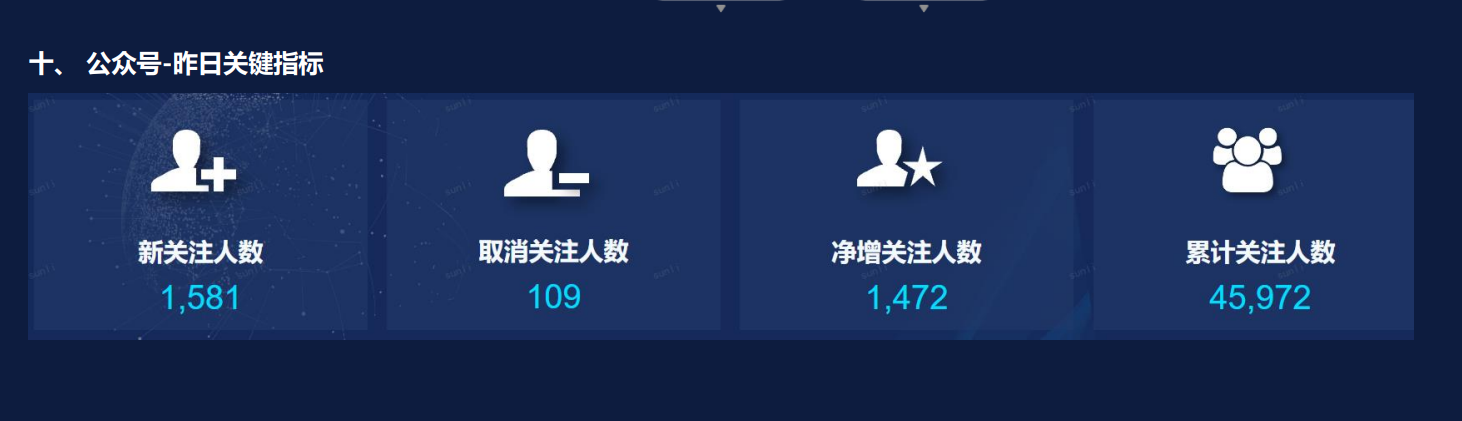 十、 公众号-昨日关键指标
新关注人数
1,581
取消关注人数
109
净增关注人数
1,472
累计关注人数
45,972
sunli